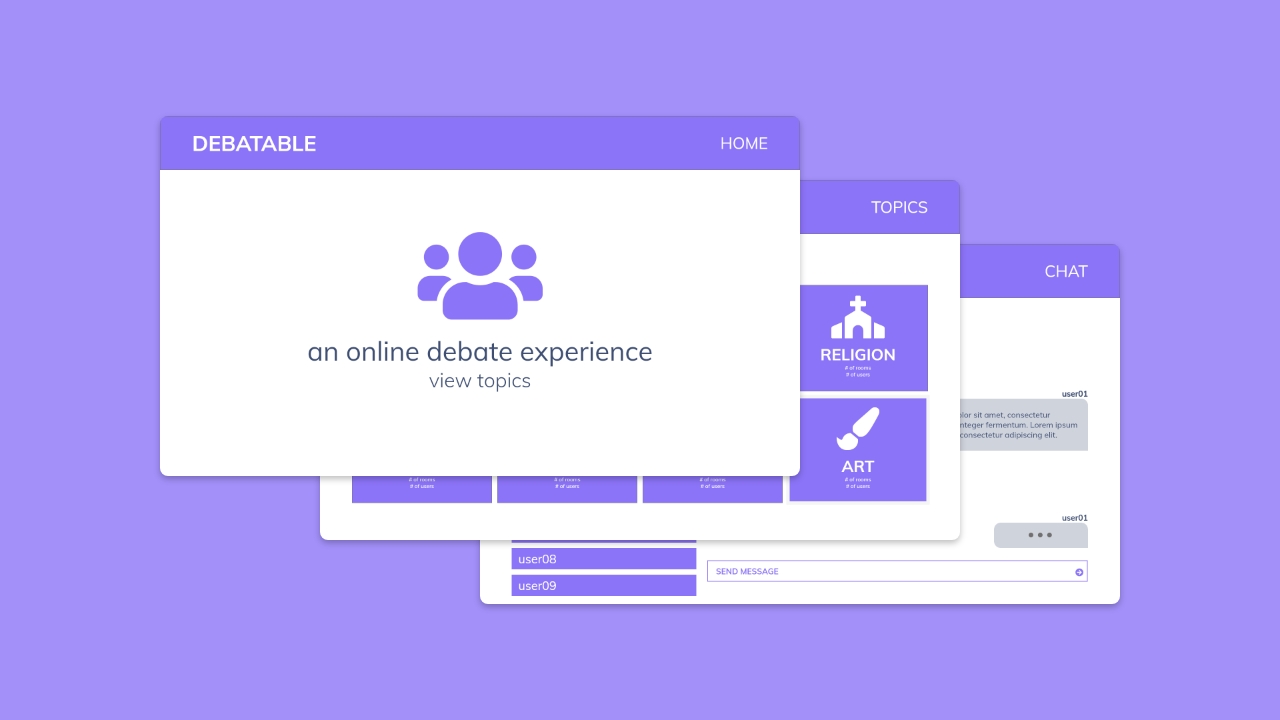 DEBATABLE
HOME
an online debate experience
view topics
TOPICS
RELIGION
# of rooms
# of users
ART
# of rooms
# of users
# of rooms
# of users
# of rooms
# of users
# of rooms
# of users
CHAT
user01
sit amet, consectetur
fermentum. Lorem ipsum
consectetur adipiscing elit.
user01
user08
user09
SEND MESSAGE